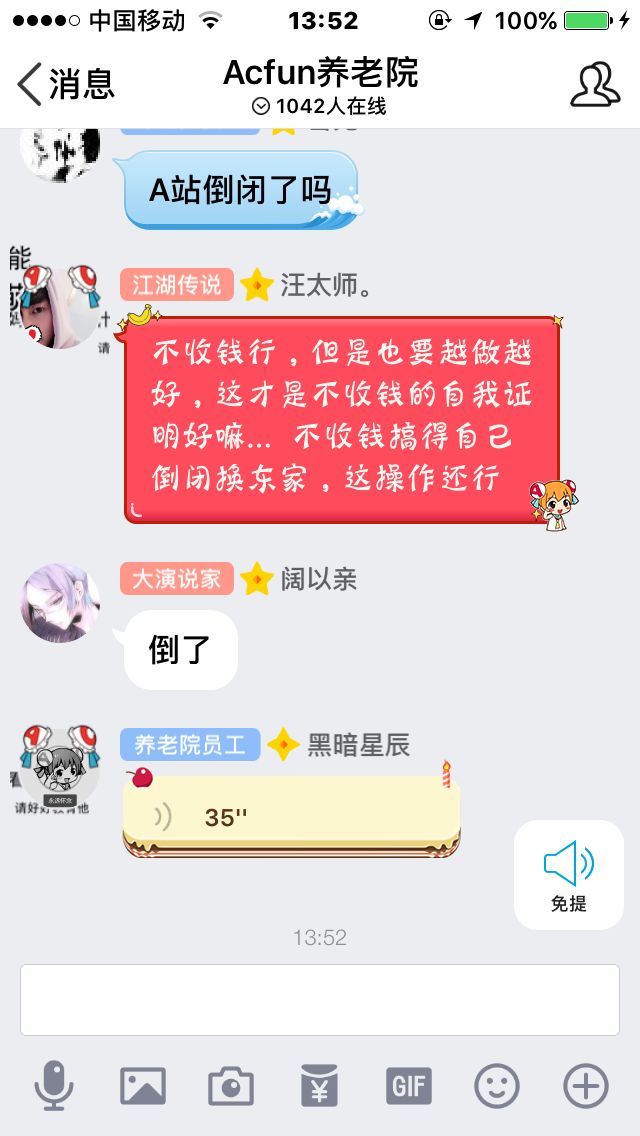 中国移动 13:52 100%
消息 Acfun养老院
1042人在线
A站倒闭了吗
能
江湖传说 汪太师。
什
请
不收钱行，但是也要越做越
好，这才是不收钱的自我证
明好嘛... 不收钱搞得自己
倒闭换东家，这操作还行
大演说家 阔以亲
倒了
养老院员工 黑暗星辰
35''
免提
13:52
GIF